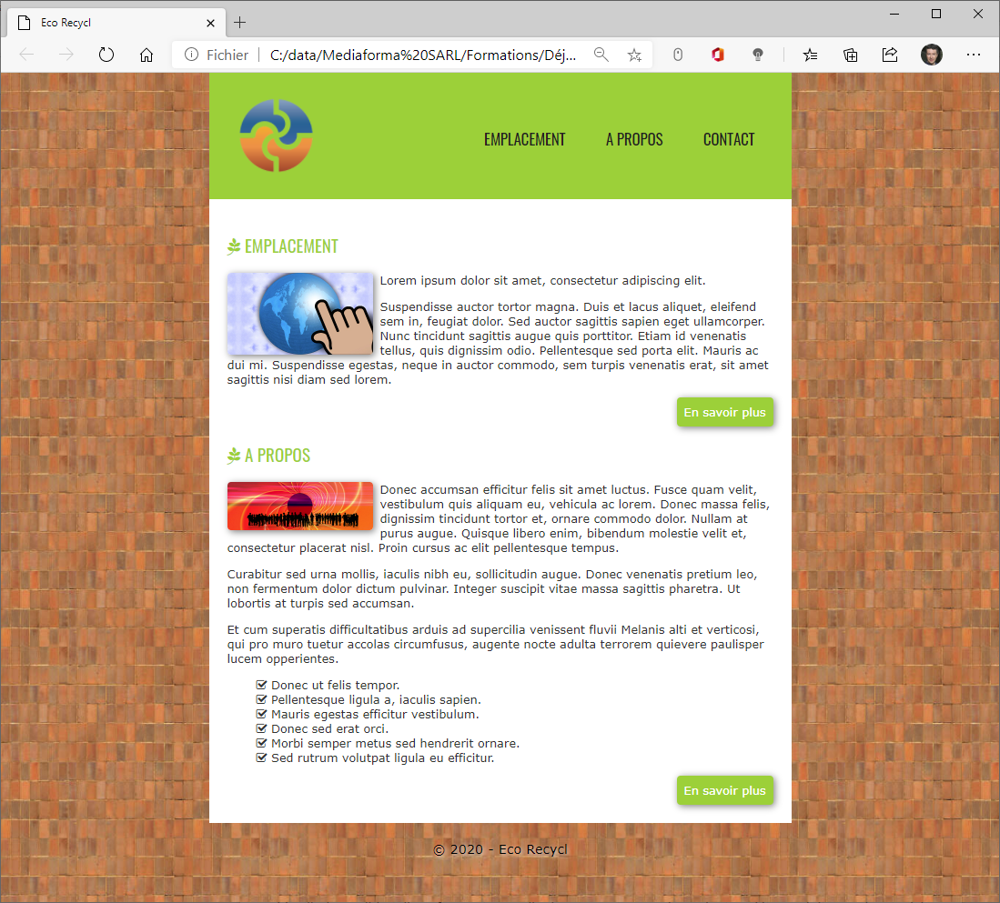 Eco Recycl
Fichier
C:/data/Mediaforma%20SARL/Formations/Déj...
EMPLACEMENT
A PROPOS
CONTACT
EMPLACEMENT
Lorem ipsum dolor sit amet, consectetur adipiscing elit.
Suspendisse auctor tortor magna. Duis et lacus aliquet, eleifend
sem in, feugiat dolor. Sed auctor sagittis sapien eget ullamcorper.
Nunc tincidunt sagittis augue quis porttitor. Etiam id venenatis
tellus, quis dignissim odio. Pellentesque sed porta elit. Mauris ac
dui mi. Suspendisse egestas, neque in auctor commodo, sem turpis venenatis erat, sit amet
sagittis nisi diam sed lorem.
En savoir plus
A PROPOS
Donec accumsan efficitur felis sit amet luctus. Fusce quam velit,
vestibulum quis aliquam eu, vehicula ac lorem. Donec massa felis,
dignissim tincidunt tortor et, ornare commodo dolor. Nullam at
purus augue. Quisque libero enim, bibendum molestie velit et,
consectetur placerat nisl. Proin cursus ac elit pellentesque tempus.
Curabitur sed urna mollis, iaculis nibh eu, sollicitudin augue. Donec venenatis pretium leo,
non fermentum dolor dictum pulvinar. Integer suscipit vitae massa sagittis pharetra. Ut
lobortis at turpis sed accumsan.
Et cum superatis difficultatibus arduis ad supercilia venissent fluvii Melanis alti et verticosi,
qui pro muro tuetur accolas circumfusus, augente nocte adulta terrorem quievere paulisper
lucem opperientes.
Donec ut felis tempor.
Pellentesque ligula a, iaculis sapien.
Mauris egestas efficitur vestibulum.
Donec sed erat orci.
Morbi semper metus sed hendrerit ornare.
Sed rutrum volutpat ligula eu efficitur.
En savoir plus
© 2020 - Eco Recycl